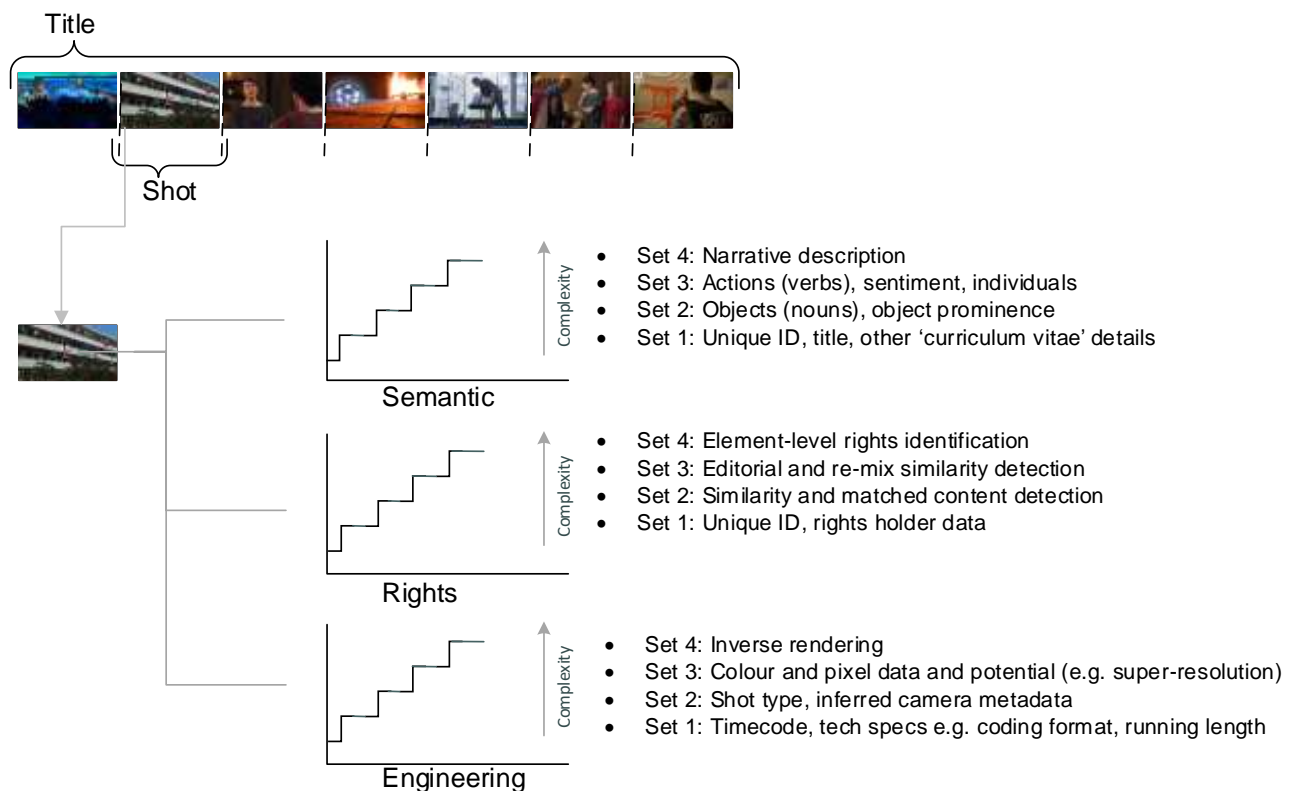 Title
Shot
Complexity
• Set 4: Narrative description
• Set 3: Actions (verbs), sentiment, individuals
• Set 2: Objects (nouns), object prominence
• Set 1: Unique ID, title, other ‘curriculum vitae’ details
Semantic
Complexity
• Set 4: Element-level rights identification
• Set 3: Editorial and re-mix similarity detection
• Set 2: Similarity and matched content detection
• Set 1: Unique ID, rights holder data
Rights
Complexity
• Set 4: Inverse rendering
• Set 3: Colour and pixel data and potential (e.g. super-resolution)
• Set 2: Shot type, inferred camera metadata
• Set 1: Timecode, tech specs e.g. coding format, running length
Engineering